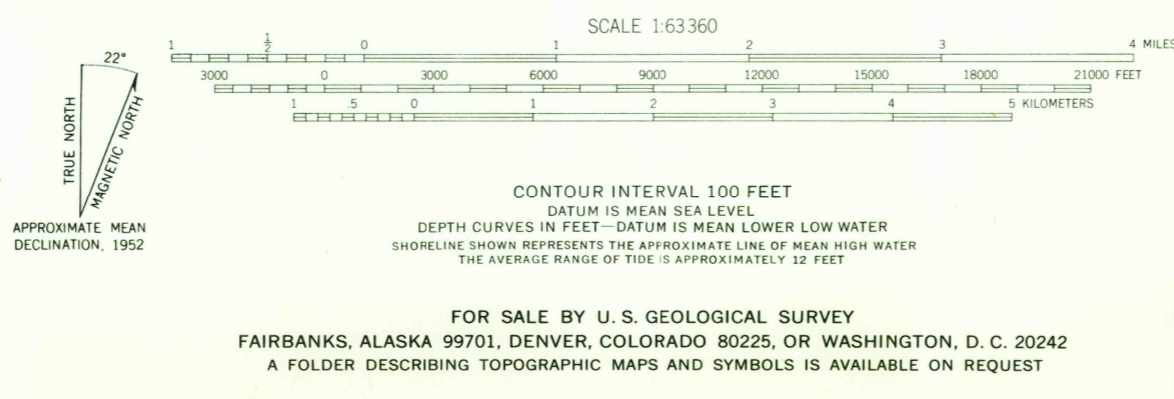 SCALE 1:63360
1 1/2 0 1 2 3 4 MILES
3000 0 3000 6000 9000 12000 15000 18000 21000 FEET
1 .5 0 1 2 3 4 5 KILOMETERS
22°
TRUE NORTH
MAGNETIC NORTH
APPROXIMATE MEAN
DECLINATION, 1952
CONTOUR INTERVAL 100 FEET
DATUM IS MEAN SEA LEVEL
DEPTH CURVES IN FEET—DATUM IS MEAN LOWER LOW WATER
SHORELINE SHOWN REPRESENTS THE APPROXIMATE LINE OF MEAN HIGH WATER
THE AVERAGE RANGE OF TIDE IS APPROXIMATELY 12 FEET
FOR SALE BY U. S. GEOLOGICAL SURVEY
FAIRBANKS, ALASKA 99701, DENVER, COLORADO 80225, OR WASHINGTON, D. C. 20242
A FOLDER DESCRIBING TOPOGRAPHIC MAPS AND SYMBOLS IS AVAILABLE ON REQUEST